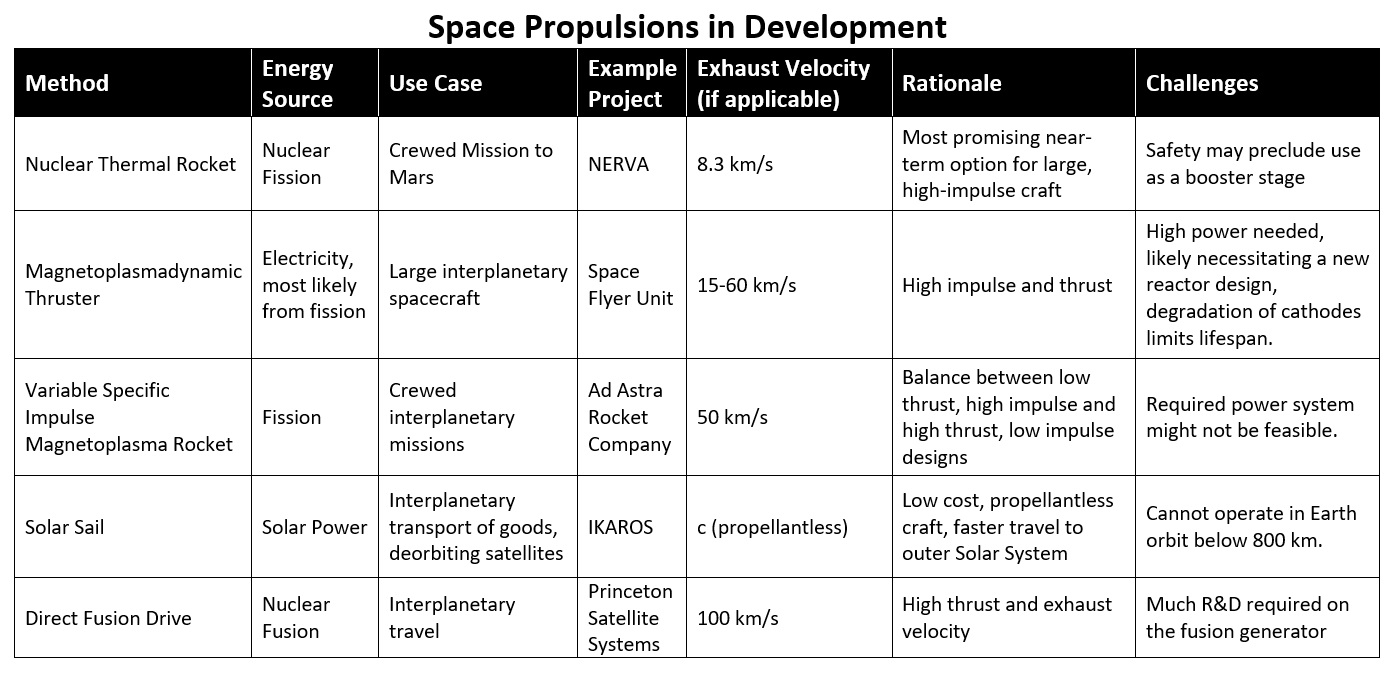 Space Propulsions in Development
Method
Energy
Source
Use Case
Example
Project
Exhaust Velocity
(if applicable)
Rationale
Challenges
Nuclear Thermal Rocket
Nuclear
Fission
Crewed Mission to
Mars
NERVA
8.3 km/s
Most promising near-
term option for large,
high-impulse craft
Safety may preclude use
as a booster stage
Magnetoplasmadynamic
Thruster
Electricity,
most likely
from fission
Large interplanetary
spacecraft
Space
Flyer Unit
15-60 km/s
High impulse and thrust
High power needed,
likely necessitating a new
reactor design,
degradation of cathodes
limits lifespan.
Variable Specific
Impulse
Magnetoplasma Rocket
Fission
Crewed
interplanetary
missions
Ad Astra
Rocket
Company
50 km/s
Balance between low
thrust, high impulse and
high thrust, low impulse
designs
Required power system
might not be feasible.
Solar Sail
Solar Power
Interplanetary
transport of goods,
deorbiting satellites
IKAROS
c (propellantless)
Low cost, propellantless
craft, faster travel to
outer Solar System
Cannot operate in Earth
orbit below 800 km.
Direct Fusion Drive
Nuclear
Fusion
Interplanetary
travel
Princeton
Satellite
Systems
100 km/s
High thrust and exhaust
velocity
Much R&D required on
the fusion generator